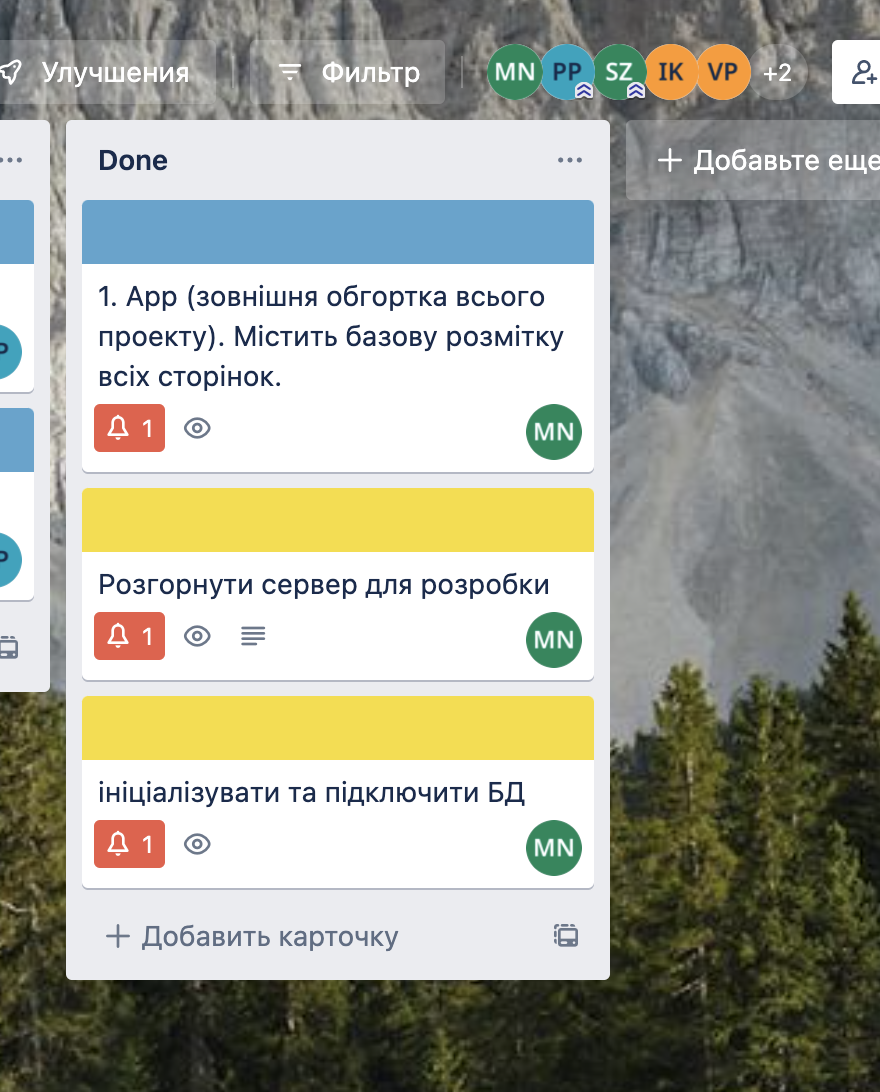 Улучшения
Фильтр
MN PP SZ IK VP +2
Done
Добавьте еще
1. App (зовнішня обгортка всього
проекту). Містить базову розмітку
всіх сторінок.
1
MN
Розгорнути сервер для розробки
1
MN
ініціалізувати та підключити БД
1
MN
Добавить карточку